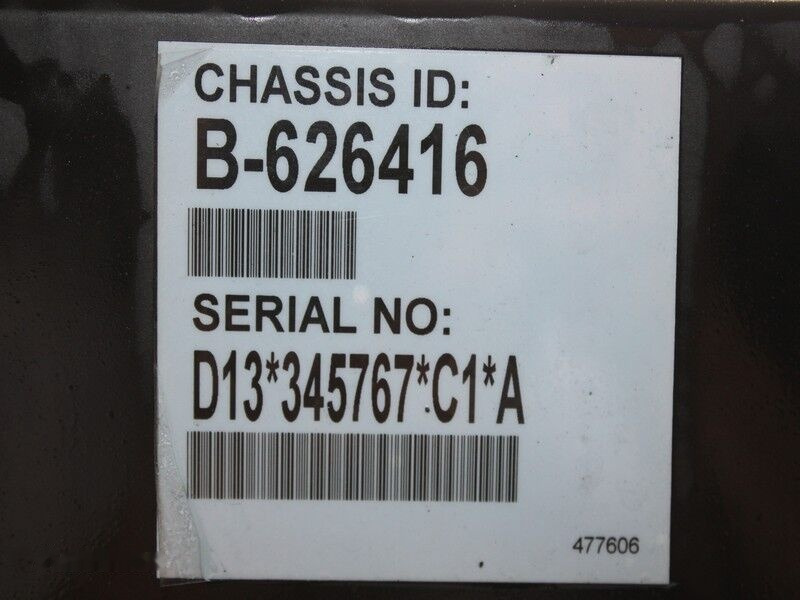 CHASSIS ID:
B-626416
SERIAL NO:
D13*345767*C1*A
477606